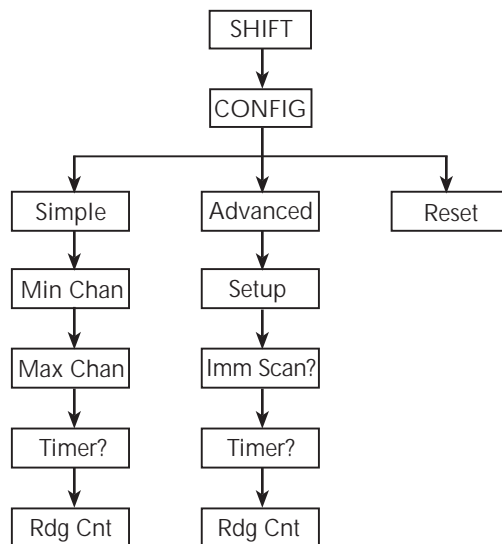 SHIFT
CONFIG
Simple
Advanced
Reset
Min Chan
Setup
Max Chan
Imm Scan?
Timer?
Timer?
Rdg Cnt
Rdg Cnt